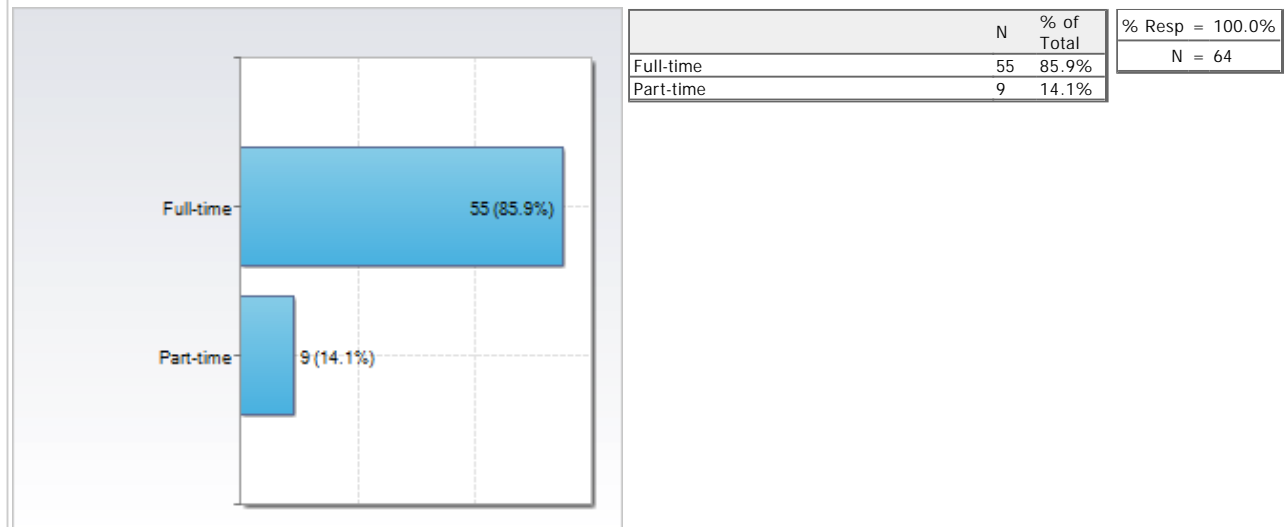 Full-time
55 (85.9%)
Part-time
9 (14.1%)
N % of Total
Full-time 55 85.9%
Part-time 9 14.1%
% Resp = 100.0%
N = 64